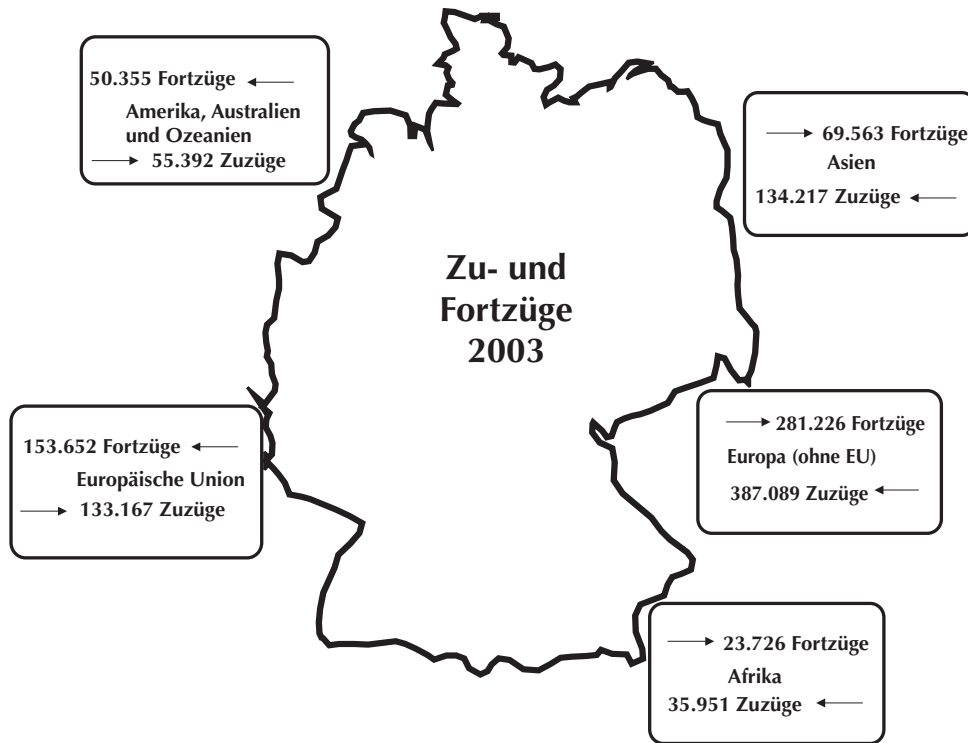 50.355 Fortzüge
Amerika, Australien
und Ozeanien
55.392 Zuzüge
69.563 Fortzüge
Asien
134.217 Zuzüge
Zu- und
Fortzüge
2003
153.652 Fortzüge
Europäische Union
133.167 Zuzüge
281.226 Fortzüge
Europa (ohne EU)
387.089 Zuzüge
23.726 Fortzüge
Afrika
35.951 Zuzüge